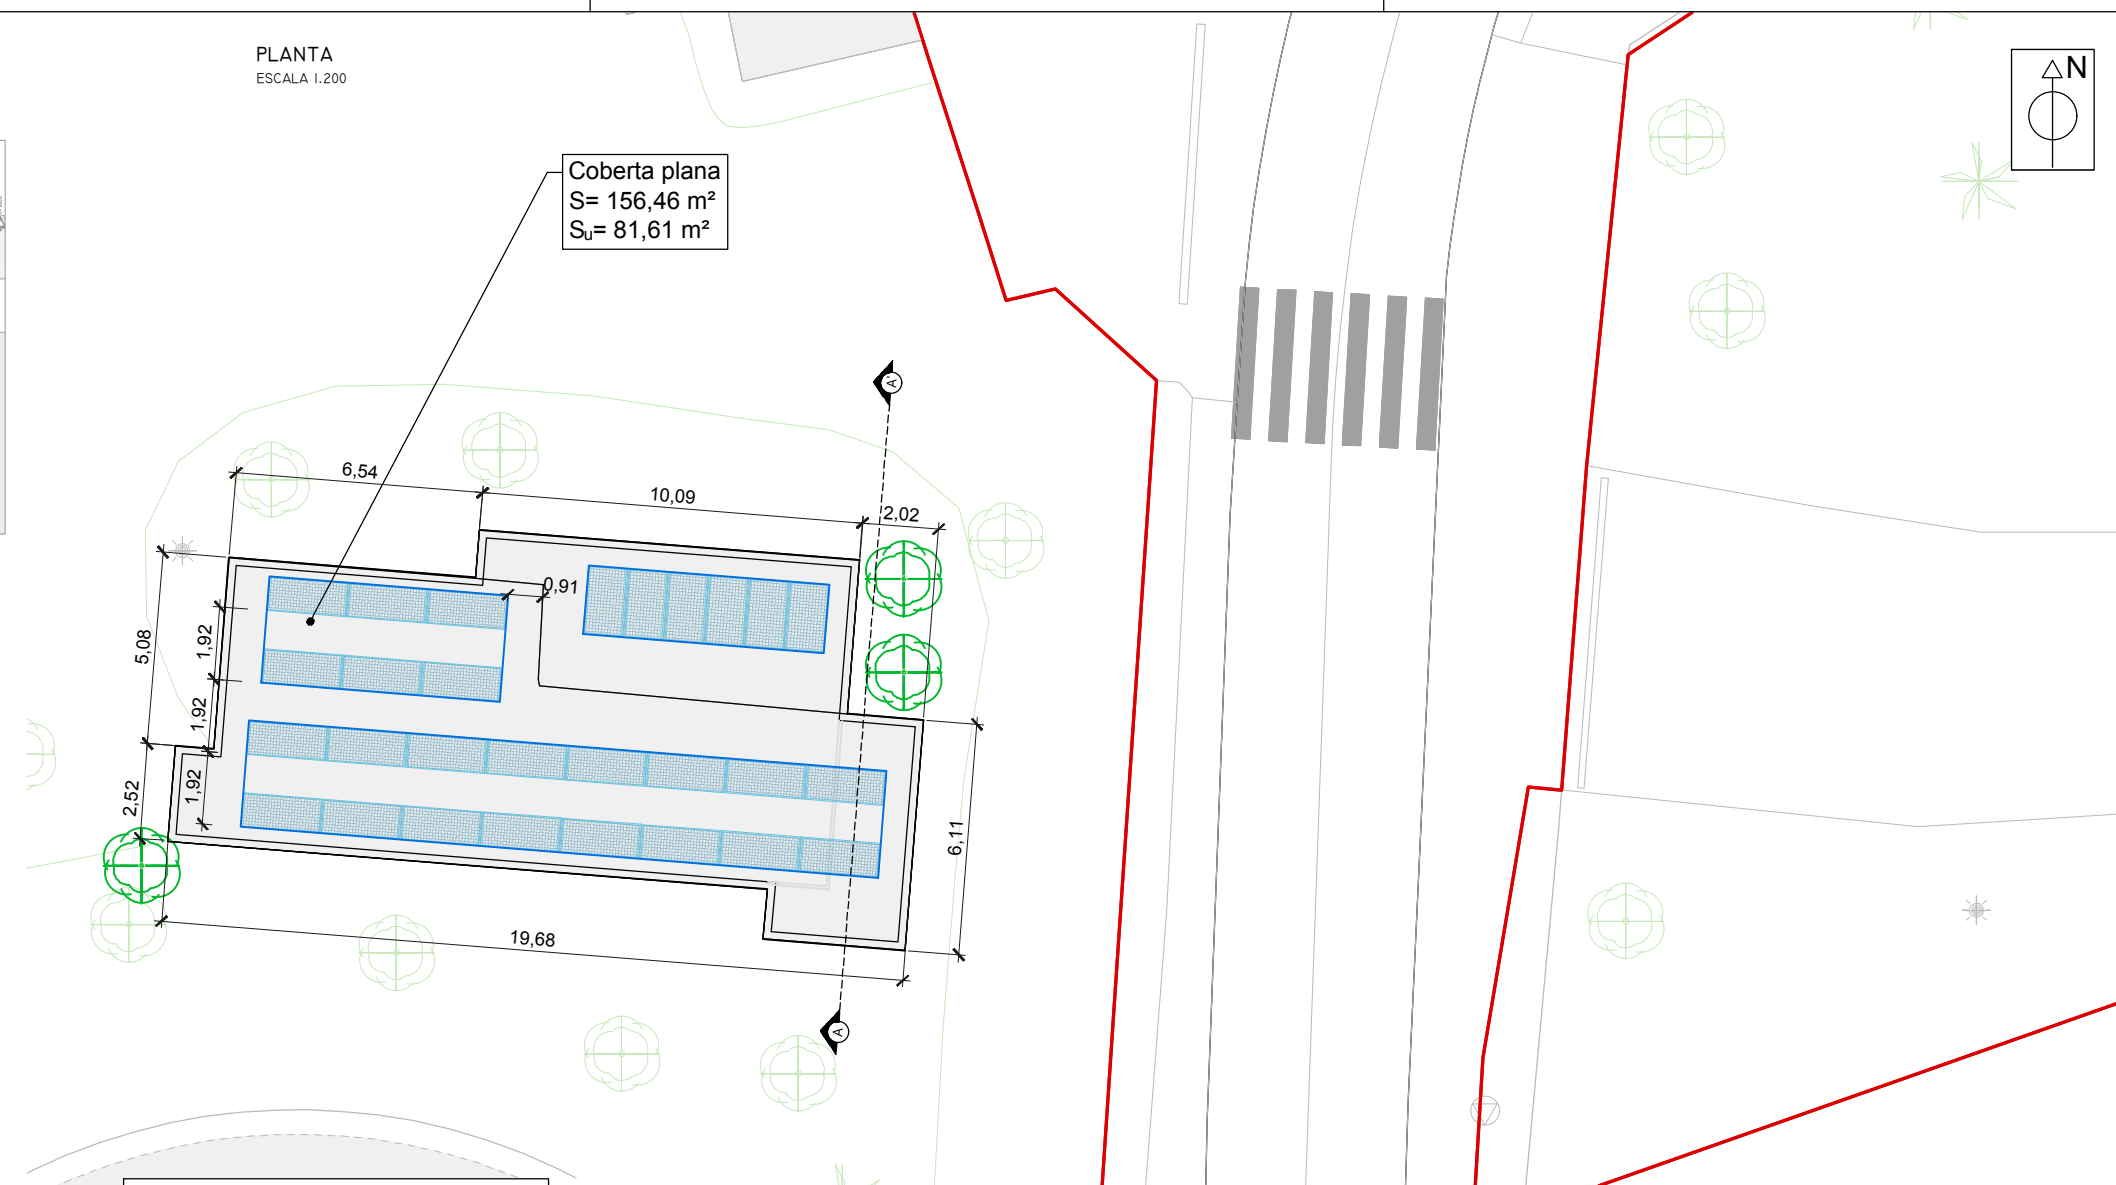 PLANTA
ESCALA 1.200
N
Coberta plana
S= 156,46 m²
Sᵤ= 81,61 m²
A'
6,54
10,09
2,02
0,91
5,08
1,92
1,92
1,92
2,52
6,11
19,68
A